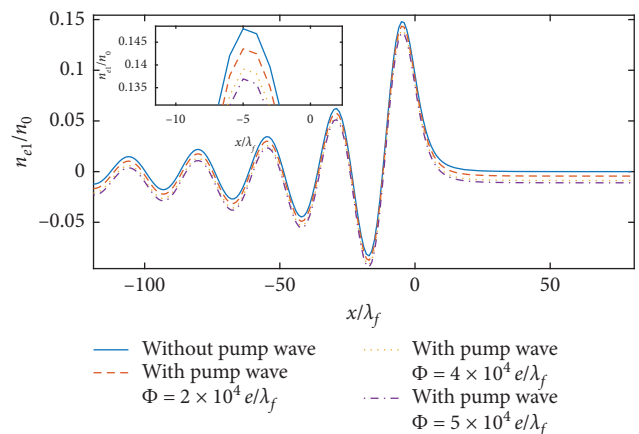 0.15
0.1
0.05
0
−0.05
n_e1/n_0
0.145
0.14
0.135
n_e1/n_0
−10
−5
0
x/λ_f
−100
−50
0
50
x/λ_f
Without pump wave
With pump wave
Φ = 2 × 10^4 e/λ_f
With pump wave
Φ = 4 × 10^4 e/λ_f
With pump wave
Φ = 5 × 10^4 e/λ_f